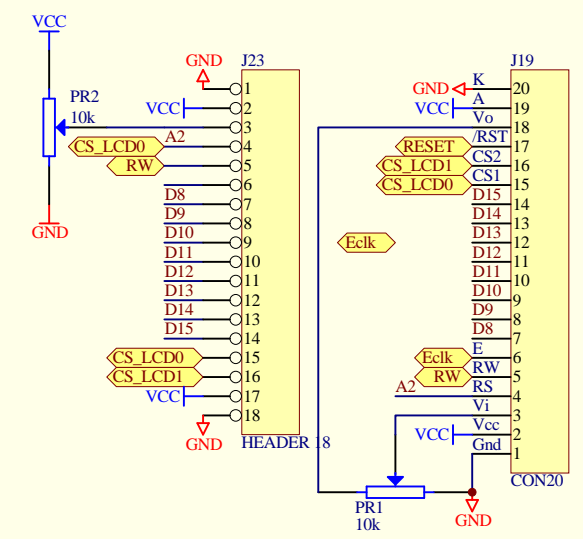 VCC
PR2
10k
GND
GND
J23
1
VCC
2
3
CS_LCD0
A2
4
RW
5
6
D8
7
D9
8
D10
9
D11
10
D12
11
D13
12
D14
13
D15
14
CS_LCD0
15
CS_LCD1
16
VCC
17
18
GND
HEADER 18
Eclk
J19
GND
K
20
VCC
A
19
Vo
18
RESET
/RST
17
CS_LCD1
CS2
16
CS_LCD0
CS1
15
D15
14
D14
13
D13
12
D12
11
D11
10
D10
9
D9
8
D8
7
Eclk
E
6
RW
RW
5
A2
RS
4
Vi
3
VCC
Vcc
2
Gnd
1
CON20
PR1
10k
GND